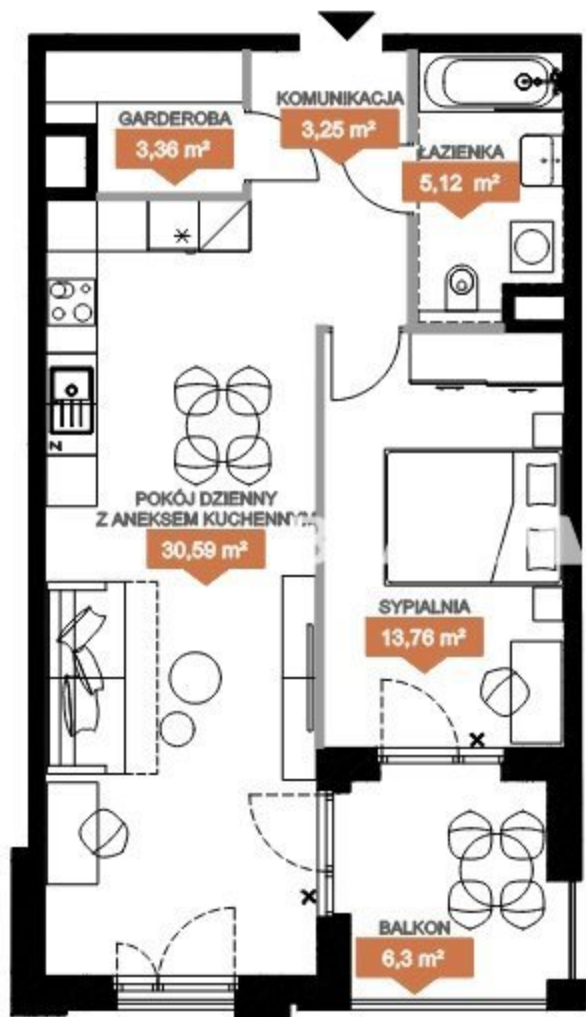 KOMUNIKACJA
3,25 m²
GARDEROBA
3,36 m²
ŁAZIENKA
5,12 m²
POKÓJ DZIENNY
Z ANEKSEM KUCHENNYM
30,59 m²
SYPIALNIA
13,76 m²
BALKON
6,3 m²